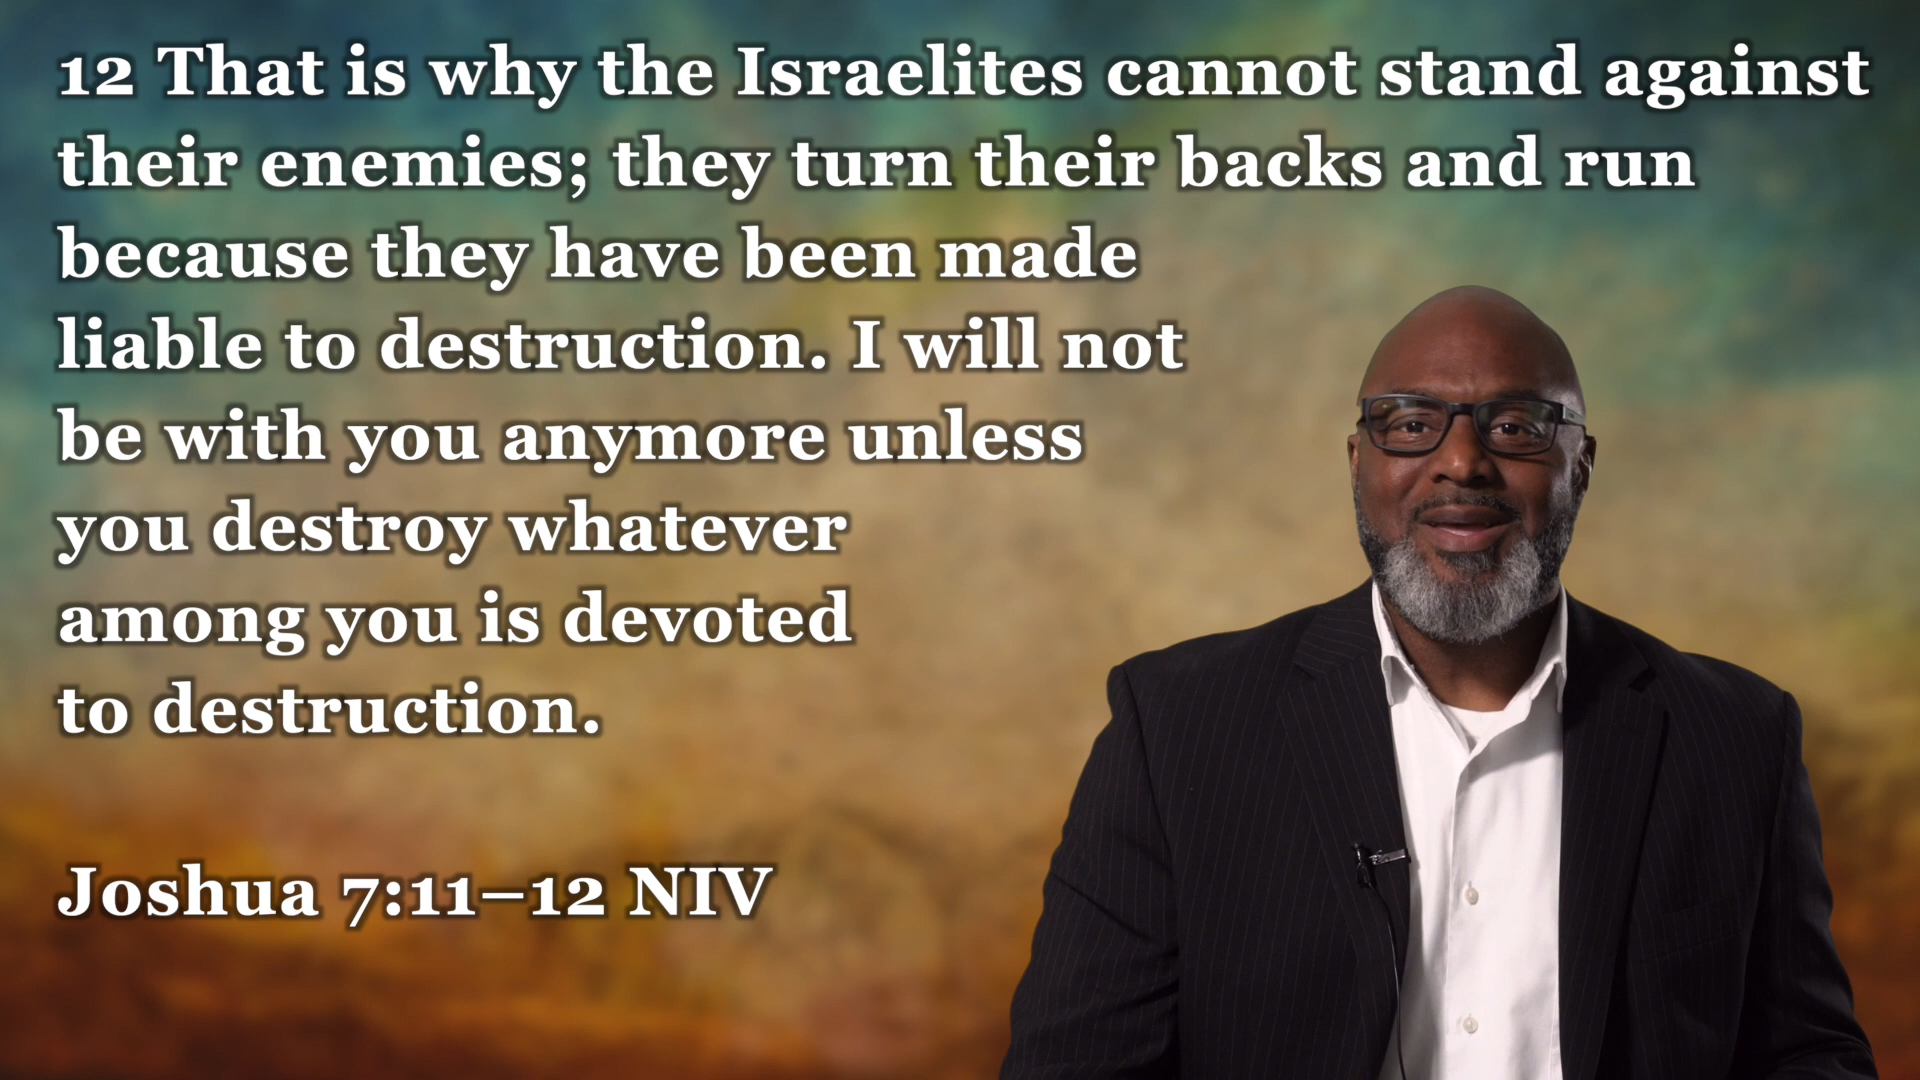 12 That is why the Israelites cannot stand against
their enemies; they turn their backs and run
because they have been made
liable to destruction. I will not
be with you anymore unless
you destroy whatever
among you is devoted
to destruction.
Joshua 7:11–12 NIV